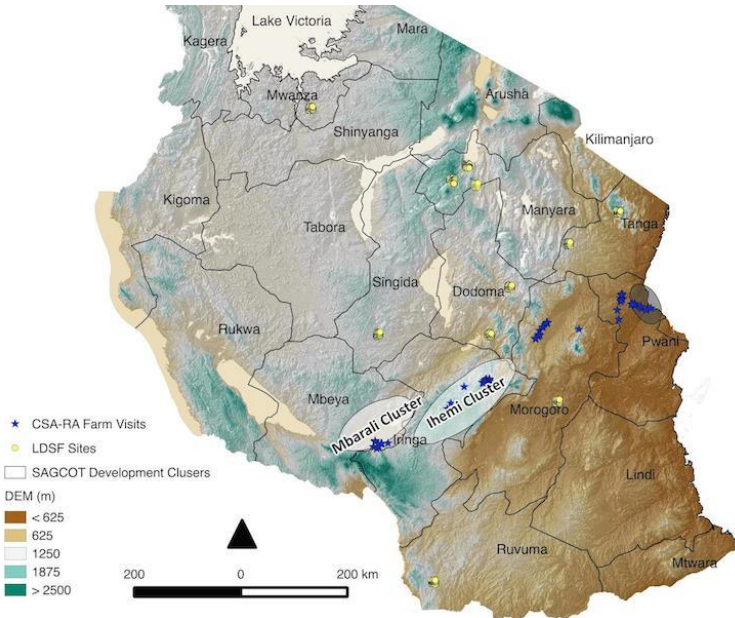 Lake Victoria
Kagera
Mara
Mwanza
Arusha
Shinyanga
Kilimanjaro
Kigoma
Manyara
Tabora
Tanga
Singida
Dodoma
Rukwa
Pwani
Mbeya
Mbarali Cluster
Ihemi Cluster
Iringa
Morogoro
Lindi
Ruvuma
Mtwara
CSA-RA Farm Visits
LDSF Sites
SAGCOT Development Clusers
DEM (m)
< 625
625
1250
1875
> 2500
200 0 200 km